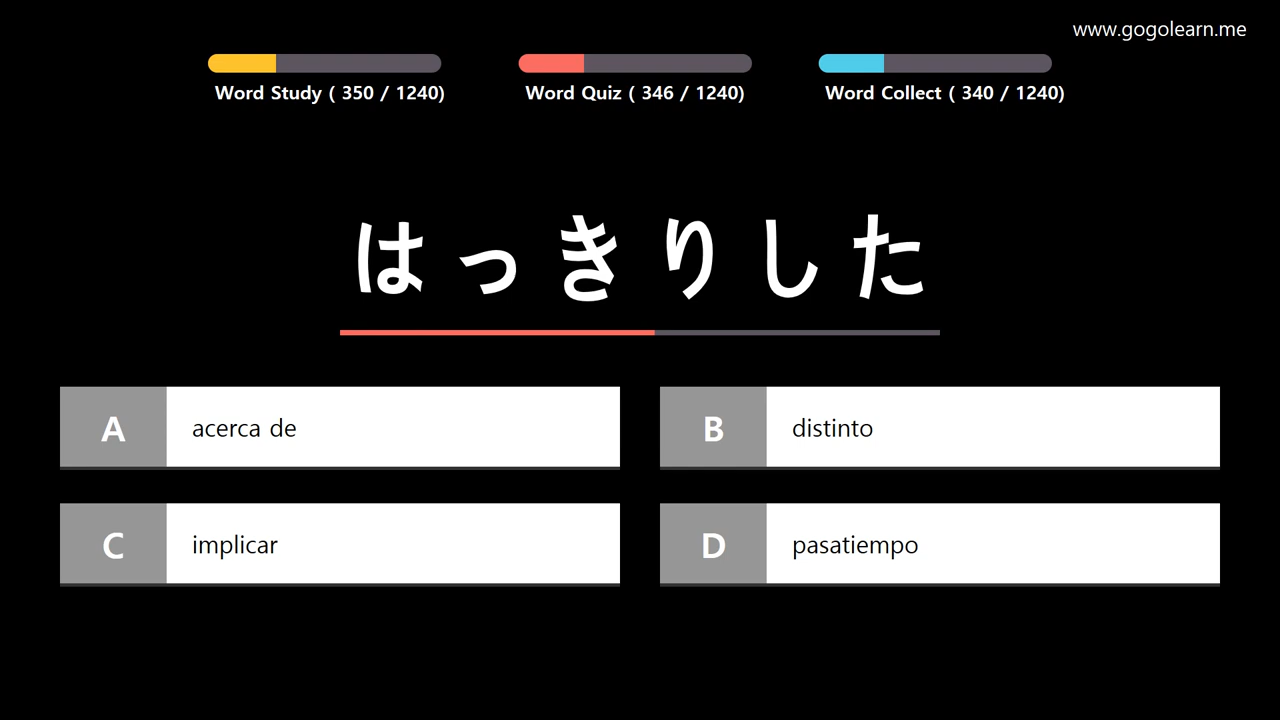 www.gogolearn.me
Word Study ( 350 / 1240)
Word Quiz ( 346 / 1240)
Word Collect ( 340 / 1240)
はっきりした
A acerca de
B distinto
C implicar
D pasatiempo